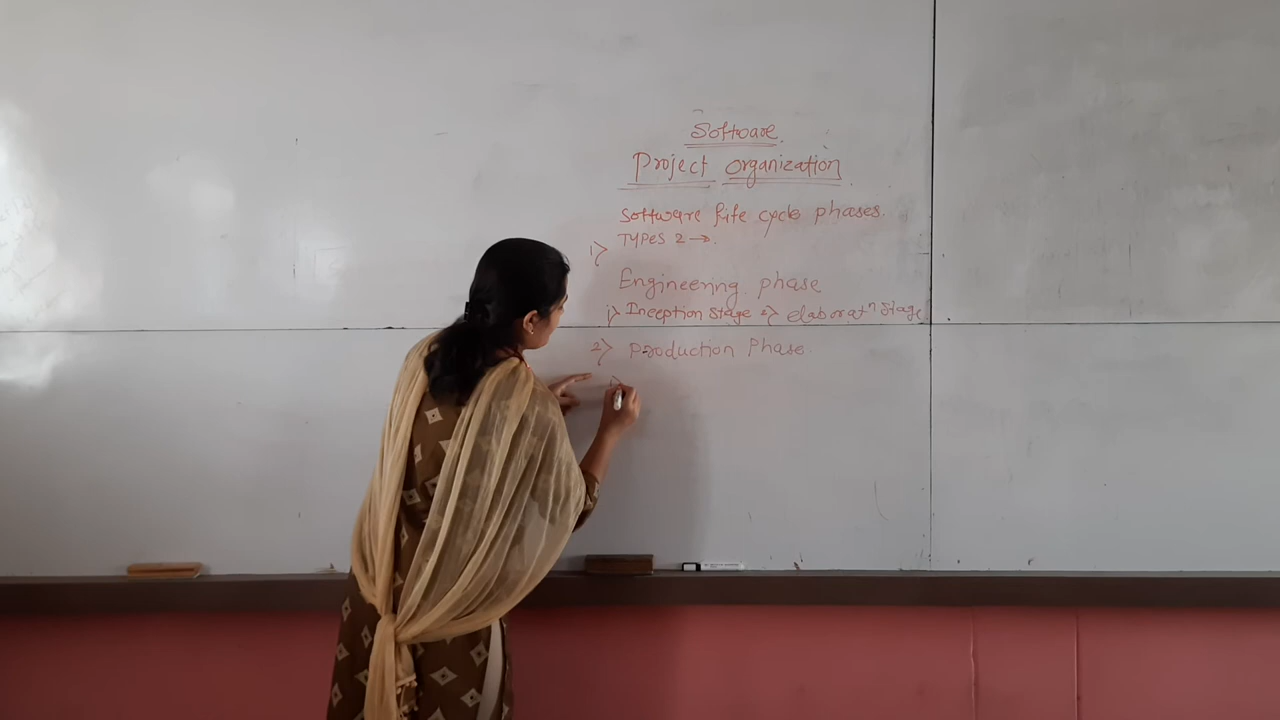 Software.
Project organization.
Software life cycle phases.
1) TYPES 2 →.
Engineering phase
i) Inception stage 2) elaboratⁿ stage
2) Production Phase.